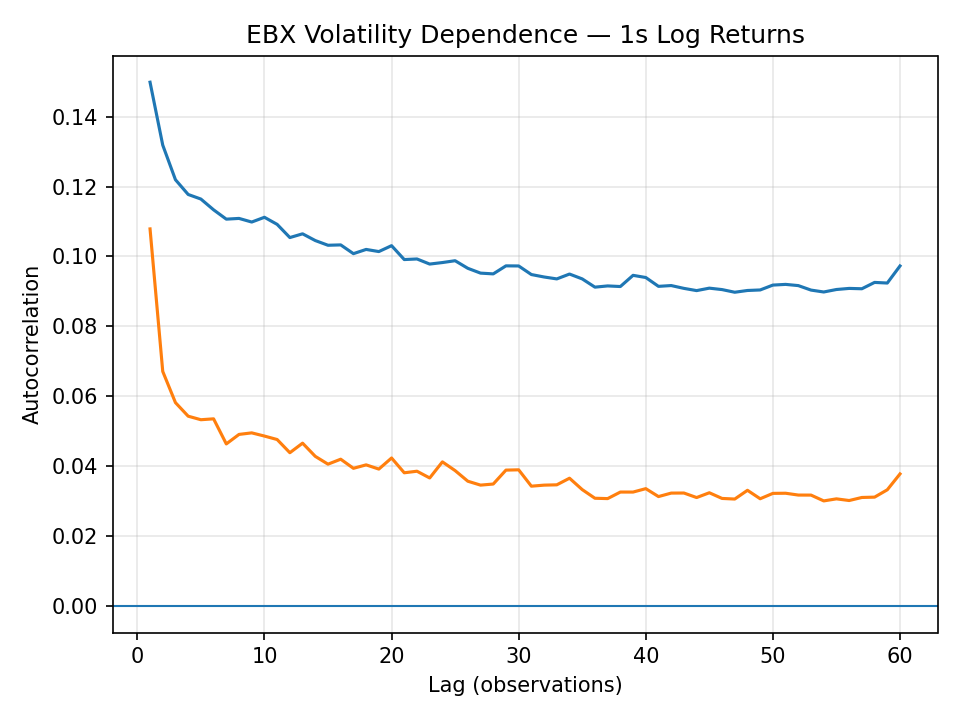 EBX Volatility Dependence — 1s Log Returns
Autocorrelation
0.14
0.12
0.10
0.08
0.06
0.04
0.02
0.00
0 10 20 30 40 50 60
Lag (observations)